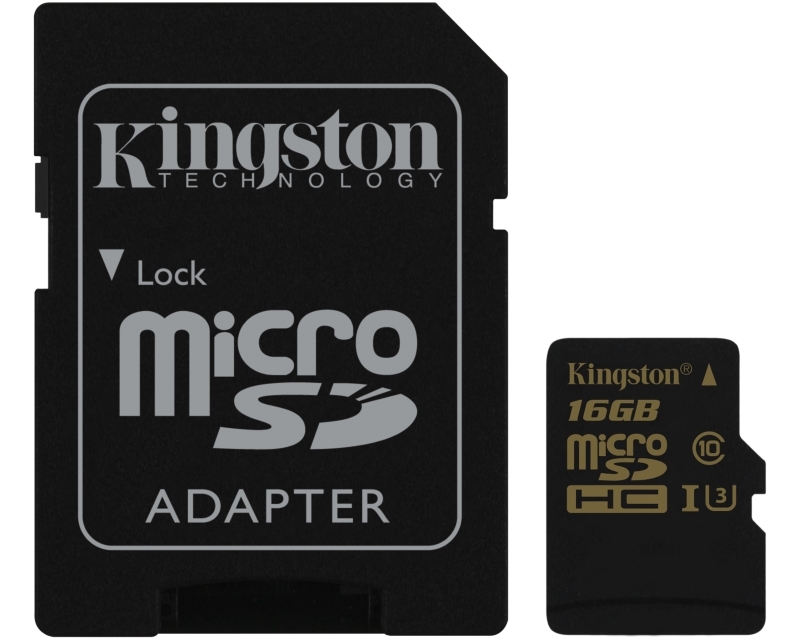 Kingston
TECHNOLOGY
Lock
micro
SD
ADAPTER
Kingston®
16GB
micro
SD
10
HC I 3